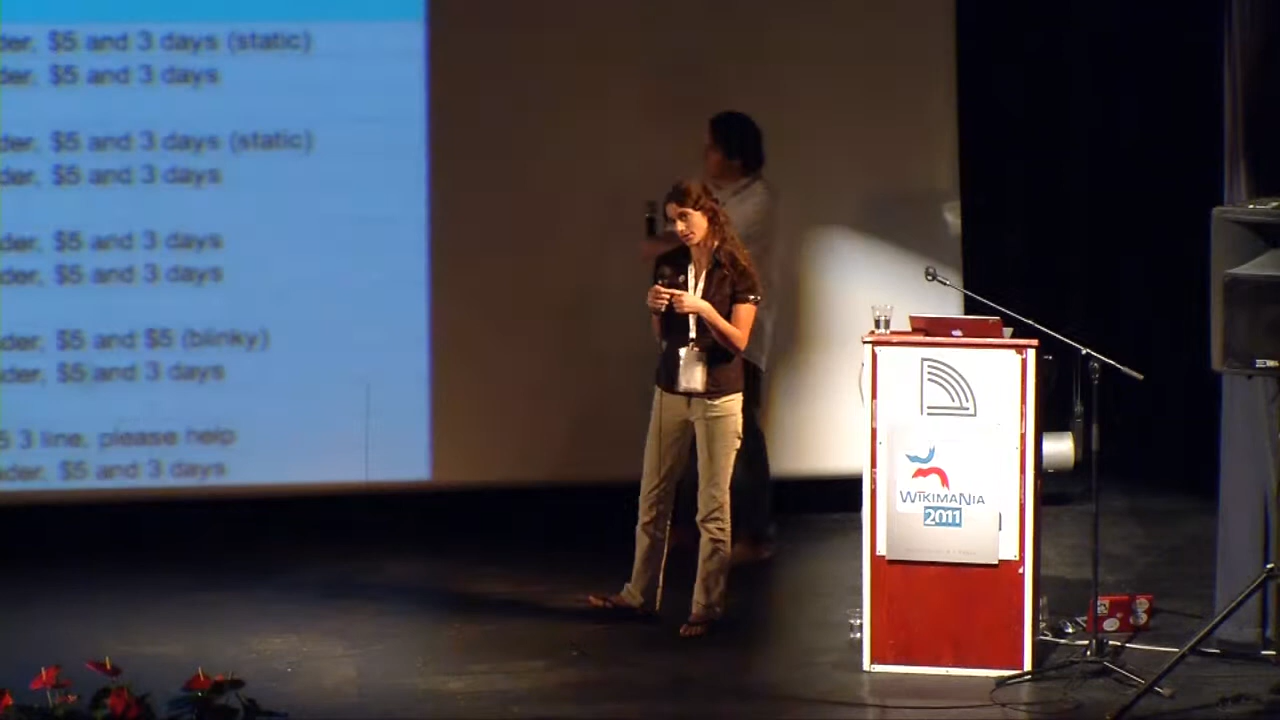 der, $5 and 3 days (static)
der, $5 and 3 days
der, $5 and 3 days (static)
der, $5 and 3 days
der, $5 and 3 days
der, $5 and 3 days
der, $5 and $5 (blinky)
der, $5 and 3 days
5 3 line, please help
der, $5 and 3 days
WIKIMANIA
2011